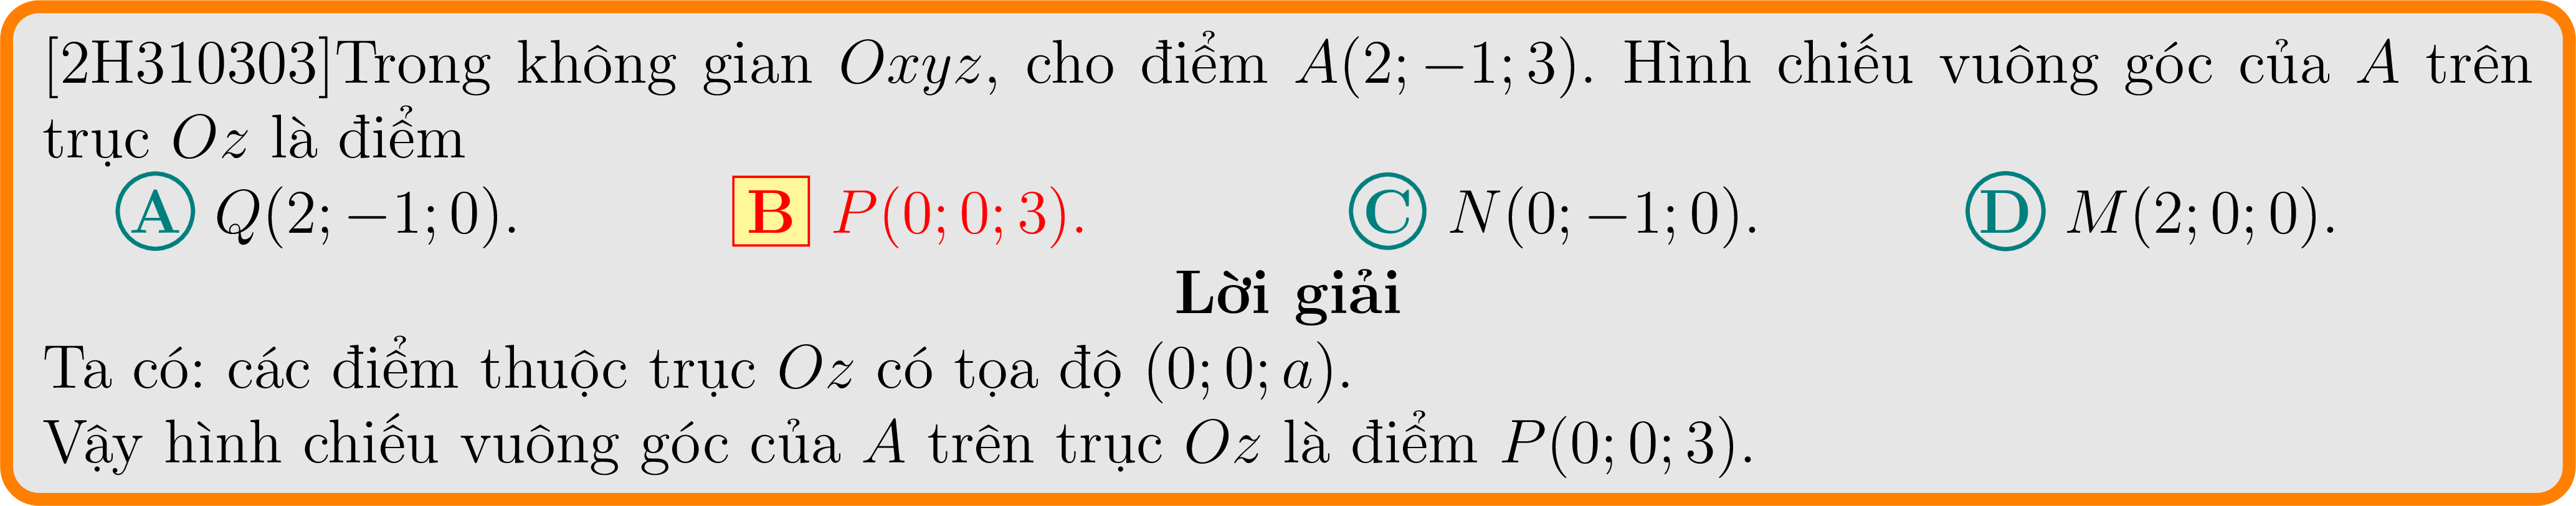 [2H310303]Trong không gian Oxyz, cho điểm A(2; −1; 3). Hình chiếu vuông góc của A trên
trục Oz là điểm
A Q(2; −1; 0). B P(0; 0; 3). C N(0; −1; 0). D M(2; 0; 0).
Lời giải
Ta có: các điểm thuộc trục Oz có tọa độ (0; 0; a).
Vậy hình chiếu vuông góc của A trên trục Oz là điểm P(0; 0; 3).